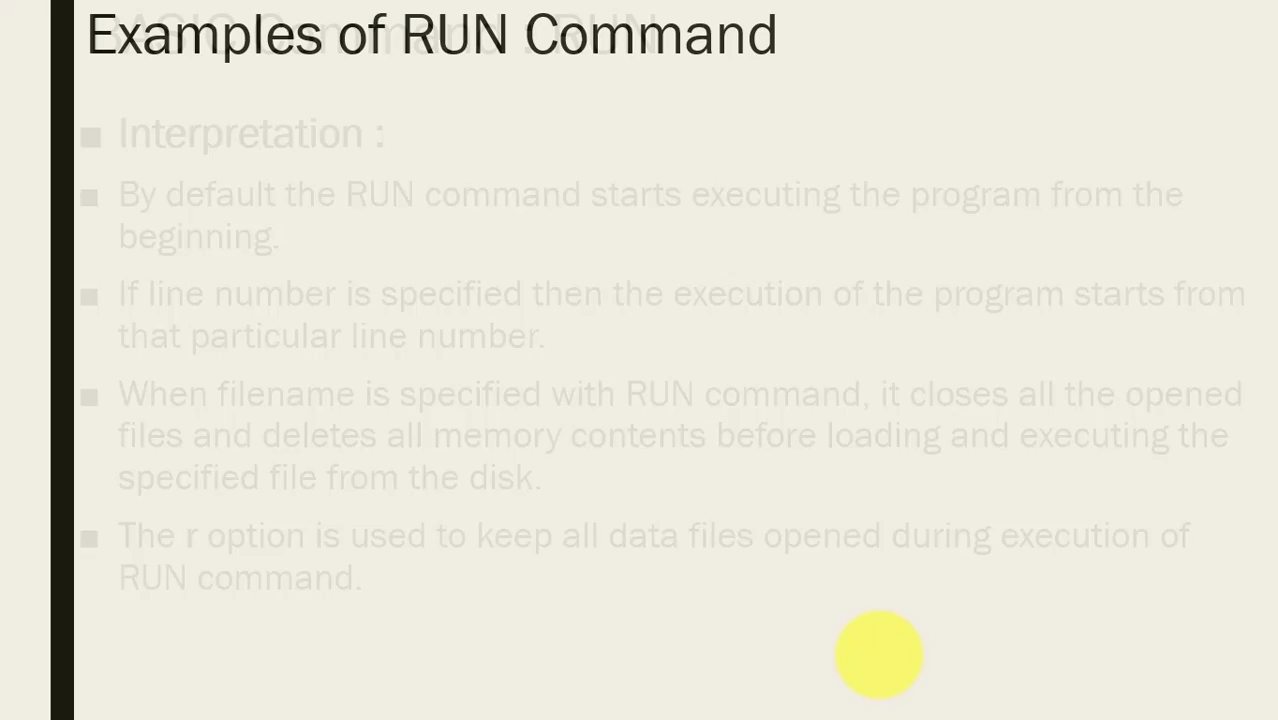 Examples of RUN Command
BASIC Command : RUN
Interpretation :
By default the RUN command starts executing the program from the
beginning.
If line number is specified then the execution of the program starts from
that particular line number.
When filename is specified with RUN command, it closes all the opened
files and deletes all memory contents before loading and executing the
specified file from the disk.
The r option is used to keep all data files opened during execution of
RUN command.